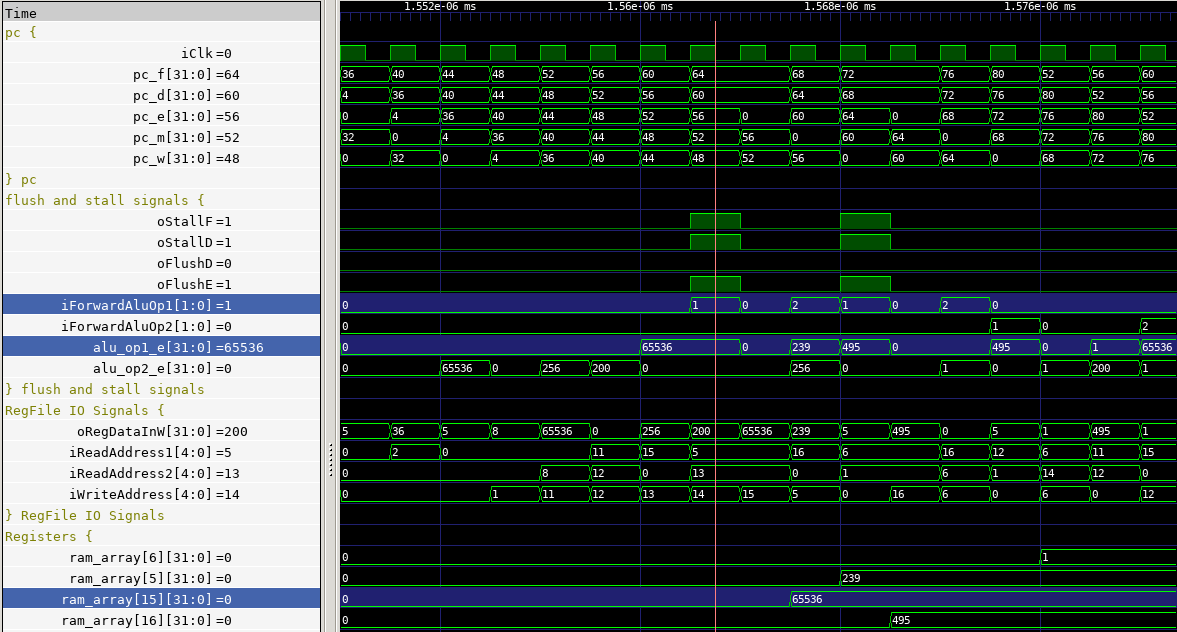 Time 1.552e-06 ms 1.56e-06 ms 1.568e-06 ms 1.576e-06 ms
pc {
iClk=0
pc_f[31:0]=64 36 40 44 48 52 56 60 64 68 72 76 80 52 56 60
pc_d[31:0]=60 4 36 40 44 48 52 56 60 64 68 72 76 80 52 56
pc_e[31:0]=56 0 4 36 40 44 48 52 56 0 60 64 0 68 72 76 80 52
pc_m[31:0]=52 32 0 4 36 40 44 48 52 56 0 60 64 0 68 72 76 80
pc_w[31:0]=48 0 32 0 4 36 40 44 48 52 56 0 60 64 0 68 72 76
} pc
flush and stall signals {
oStallF=1
oStallD=1
oFlushD=0
oFlushE=1
iForwardAluOp1[1:0]=1 0 1 0 2 1 0 2 0
iForwardAluOp2[1:0]=0 0 1 0 2
alu_op1_e[31:0]=65536 0 65536 0 239 495 0 495 0 1 65536
alu_op2_e[31:0]=0 0 65536 0 256 200 0 256 0 1 0 1 200 1
} flush and stall signals
RegFile IO Signals {
oRegDataInW[31:0]=200 5 36 5 8 65536 0 256 200 65536 239 5 495 0 5 1 495 1
iReadAddress1[4:0]=5 0 2 0 11 15 5 16 6 16 12 6 11 15
iReadAddress2[4:0]=13 0 8 12 0 13 0 1 6 1 14 12 0
iWriteAddress[4:0]=14 0 1 11 12 13 14 15 5 0 16 6 0 6 0 12
} RegFile IO Signals
Registers {
ram_array[6][31:0]=0 0 1
ram_array[5][31:0]=0 0 239
ram_array[15][31:0]=0 0 65536
ram_array[16][31:0]=0 0 495